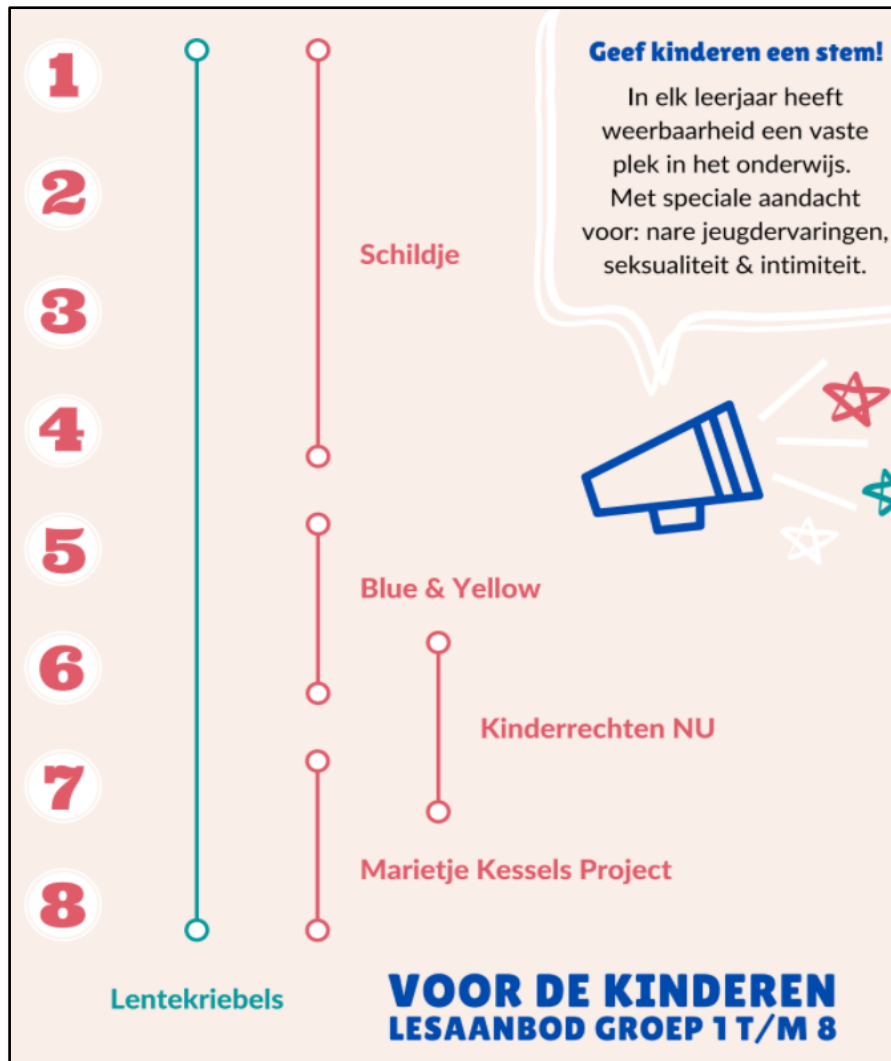 Geef kinderen een stem!
In elk leerjaar heeft
weerbaarheid een vaste
plek in het onderwijs.
Met speciale aandacht
voor: nare jeugdervaringen,
seksualiteit & intimiteit.
1
2
3
4
5
6
7
8
Schildje
Blue & Yellow
Kinderrechten NU
Marietje Kessels Project
Lentekriebels
VOOR DE KINDEREN
LESAANBOD GROEP 1 T/M 8